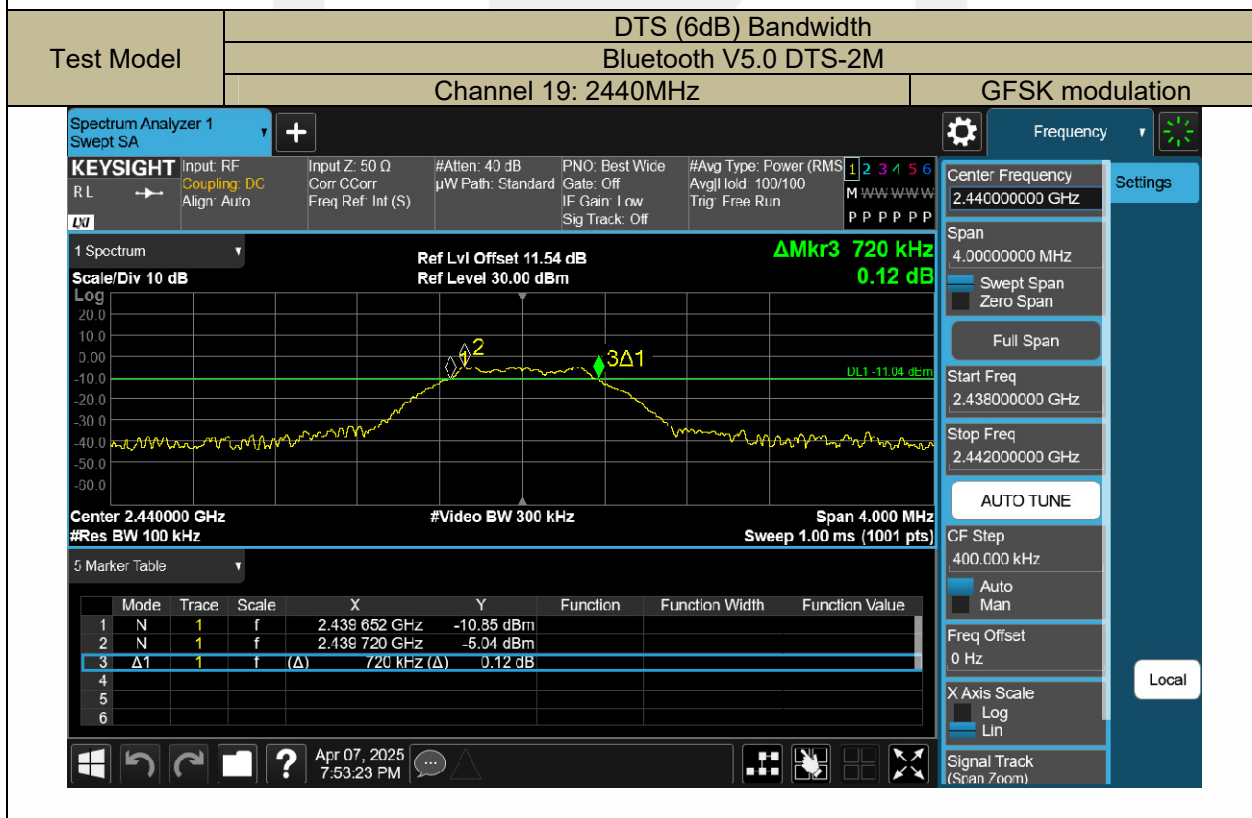 DTS (6dB) Bandwidth
Test Model
Bluetooth V5.0 DTS-2M
Channel 19: 2440MHz GFSK modulation
Spectrum Analyzer 1
Swept SA
+
Frequency
KEYSIGHT Input: RF Input Z: 50 Ω #Atten: 40 dB PNO: Best Wide #Avg Type: Power (RMS 1 2 3 4 5 6
R L Coupling: DC Corr CCorr µW Path: Standard Gate: Off Avg|Hold: 100/100 M W W W W W
Align: Auto Freq Ref: Int (S) IF Gain: Low Trig: Free Run
LXI Sig Track: Off P P P P P P
1 Spectrum
Ref Lvl Offset 11.54 dB ΔMkr3 720 kHz
Scale/Div 10 dB Ref Level 30.00 dBm 0.12 dB
Log
20.0
10.0
0.00
-10.0
-20.0
-30.0
-40.0
-50.0
-60.0
1 2 3Δ1
DL1 -11.04 dBm
Center 2.440000 GHz #Video BW 300 kHz Span 4.000 MHz
#Res BW 100 kHz Sweep 1.00 ms (1001 pts)
5 Marker Table
Mode Trace Scale X Y Function Function Width Function Value
1 N 1 f 2.439 652 GHz -10.85 dBm
2 N 1 f 2.439 720 GHz -5.04 dBm
3 Δ1 1 f (Δ) 720 kHz (Δ) 0.12 dB
4
5
6
?
Apr 07, 2025
7:53:23 PM
Center Frequency
2.440000000 GHz
Settings
Span
4.00000000 MHz
Swept Span
Zero Span
Full Span
Start Freq
2.438000000 GHz
Stop Freq
2.442000000 GHz
AUTO TUNE
CF Step
400.000 kHz
Auto
Man
Freq Offset
0 Hz
Local
X Axis Scale
Log
Lin
Signal Track
(Span Zoom)